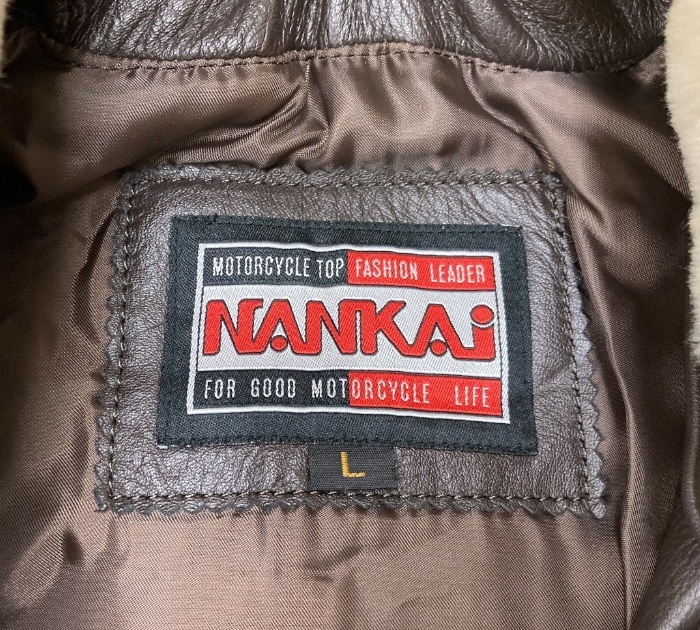 MOTORCYCLE TOP FASHION LEADER
NANKAi
FOR GOOD MOTORCYCLE LIFE
L